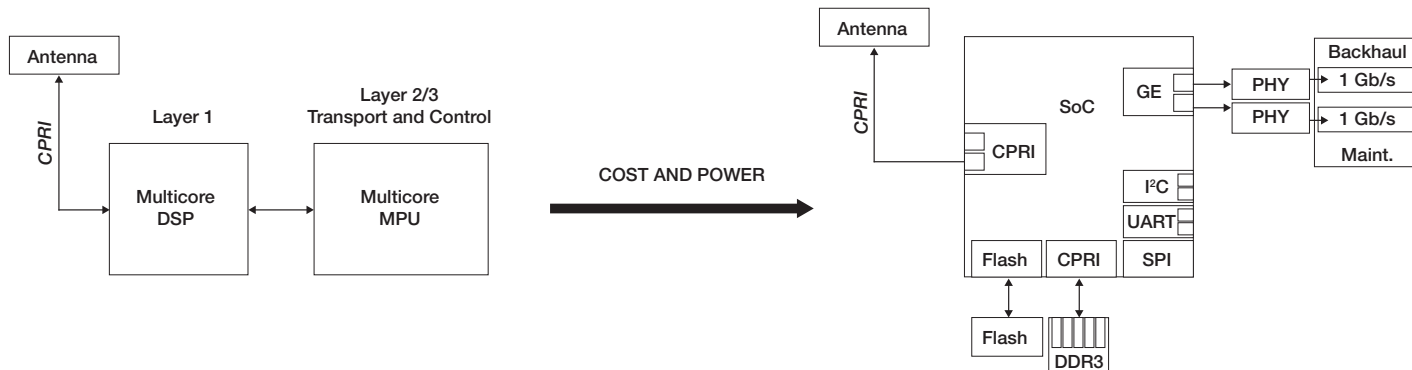 Antenna
CPRI
Layer 1
Multicore
DSP
Layer 2/3
Transport and Control
Multicore
MPU
COST AND POWER
Antenna
CPRI
SoC
CPRI
GE
PHY
PHY
Backhaul
1 Gb/s
1 Gb/s
Maint.
I²C
UART
Flash
CPRI
SPI
Flash
DDR3